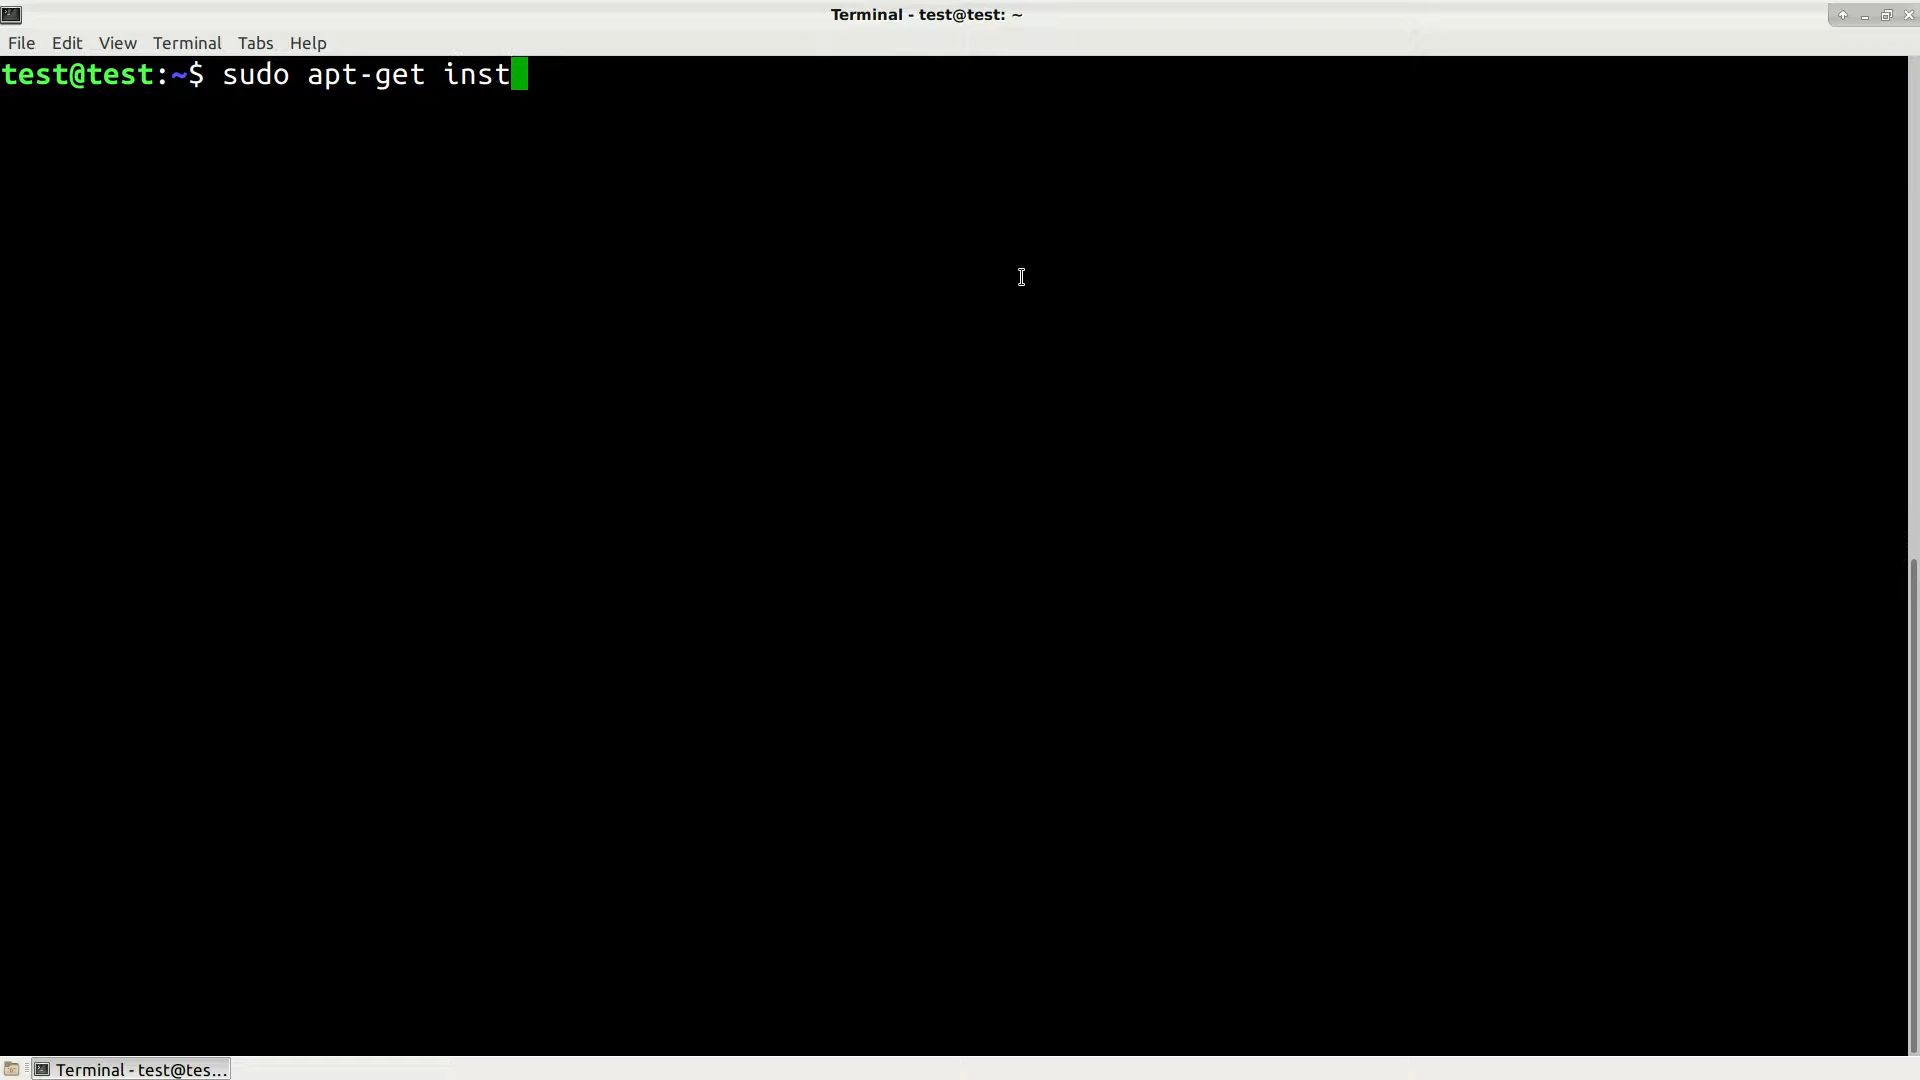 Terminal - test@test: ~
File Edit View Terminal Tabs Help
test@test:~$ sudo apt-get inst
Terminal - test@tes...